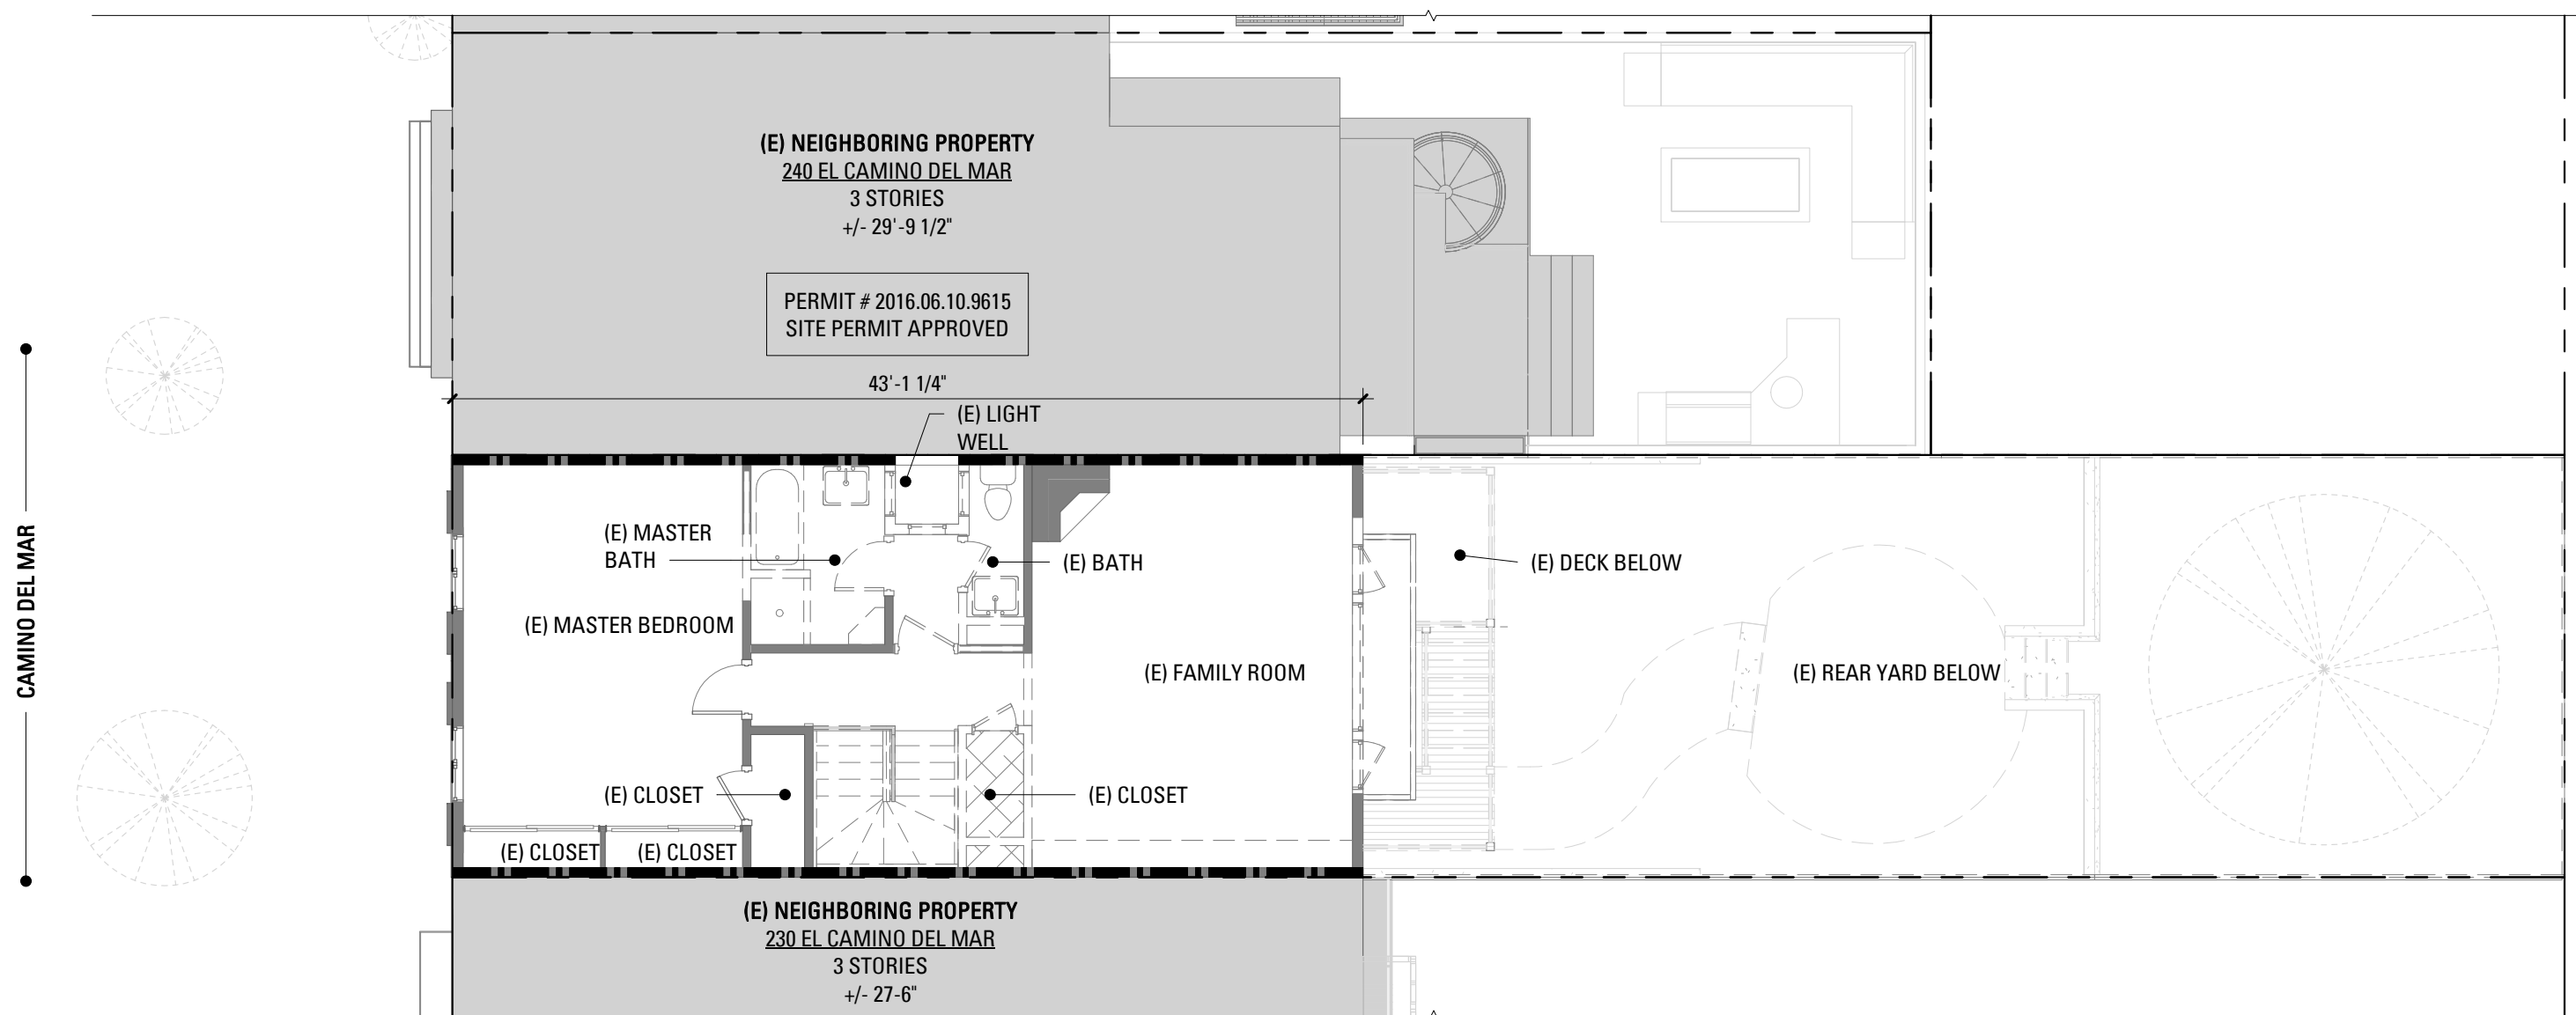 (E) NEIGHBORING PROPERTY
240 EL CAMINO DEL MAR
3 STORIES
+/- 29'-9 1/2"
PERMIT # 2016.06.10.9615
SITE PERMIT APPROVED
43'-1 1/4"
(E) LIGHT
WELL
CAMINO DEL MAR
(E) MASTER
BATH
(E) BATH
(E) DECK BELOW
(E) MASTER BEDROOM
(E) FAMILY ROOM
(E) REAR YARD BELOW
(E) CLOSET
(E) CLOSET
(E) CLOSET
(E) CLOSET
(E) NEIGHBORING PROPERTY
230 EL CAMINO DEL MAR
3 STORIES
+/- 27-6"